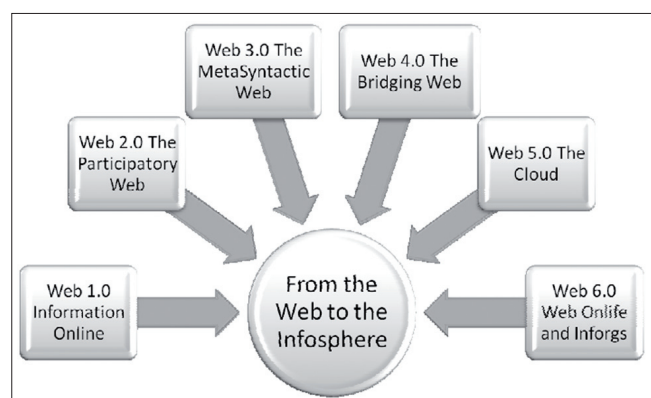 Web 1.0
Information
Online
Web 2.0 The
Participatory
Web
Web 3.0 The
MetaSyntactic
Web
Web 4.0 The
Bridging Web
Web 5.0 The
Cloud
Web 6.0
Web Onlife
and Inforgs
From the
Web to the
Infosphere